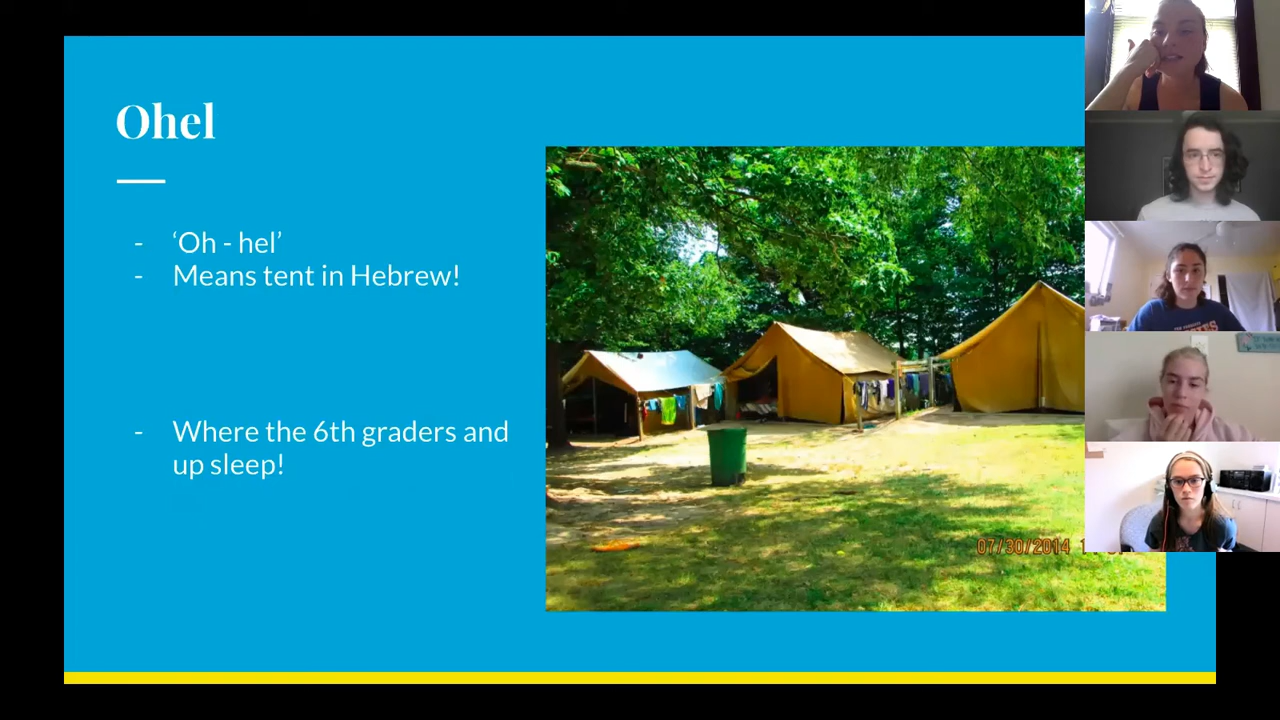 Ohel
- ‘Oh - hel’
- Means tent in Hebrew!
- Where the 6th graders and
up sleep!
07/30/2014